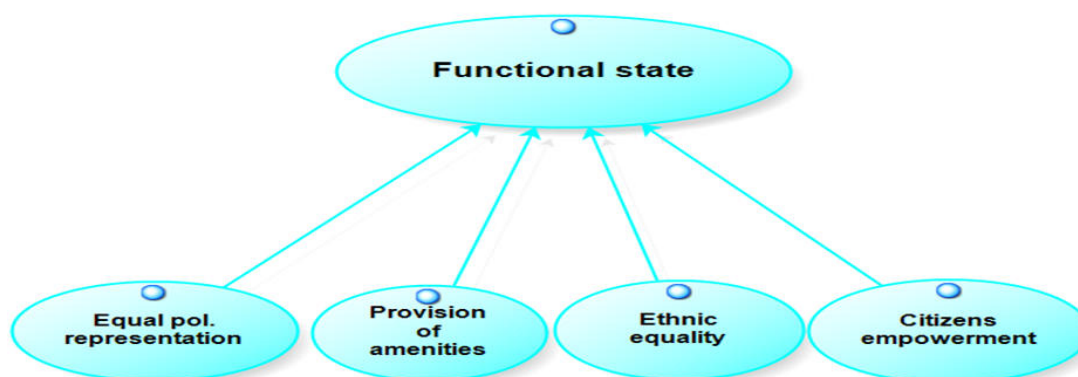 Functional state
Equal pol.
representation
Provision
of
amenities
Ethnic
equality
Citizens
empowerment